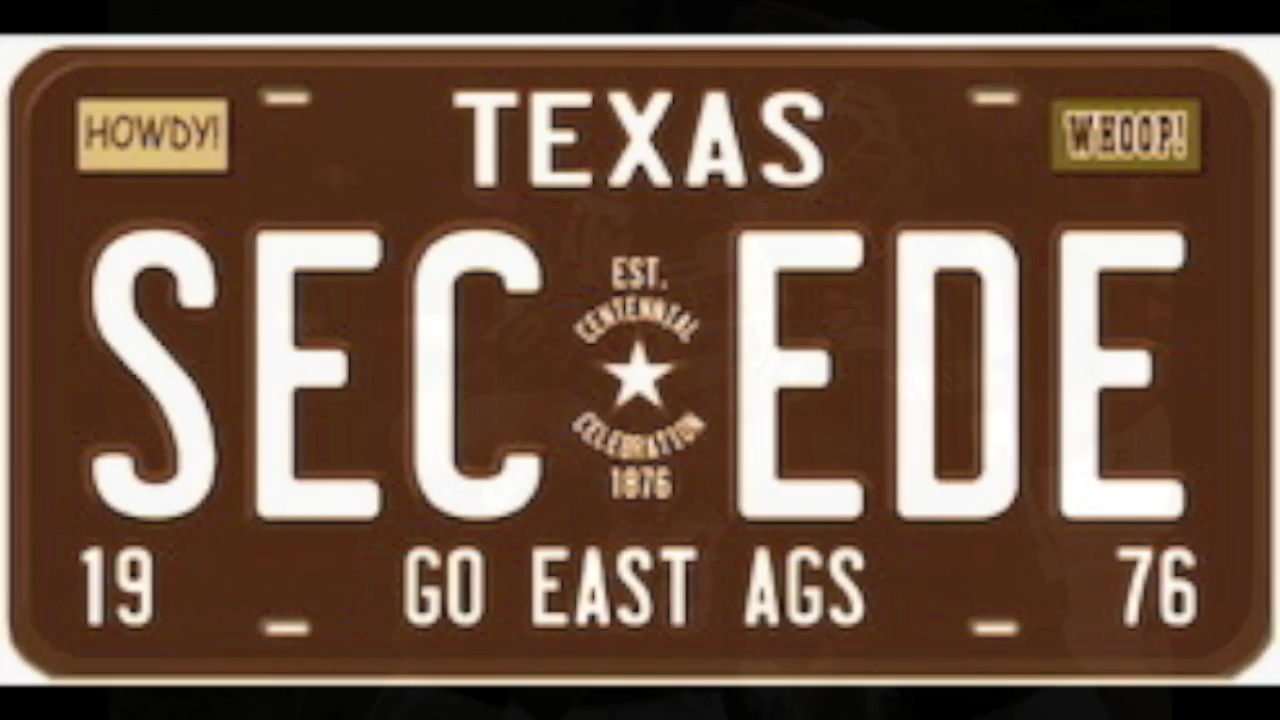 HOWDY!
TEXAS
WHOOP!
SEC EDE
EST.
CENTENNIAL
CELEBRATION
1876
19 GO EAST AGS 76